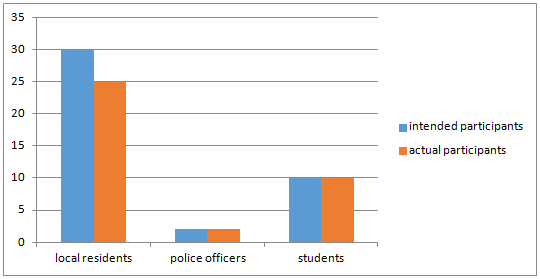 35
30
25
20
15
10
5
0
local residents
police officers
students
intended participants
actual participants